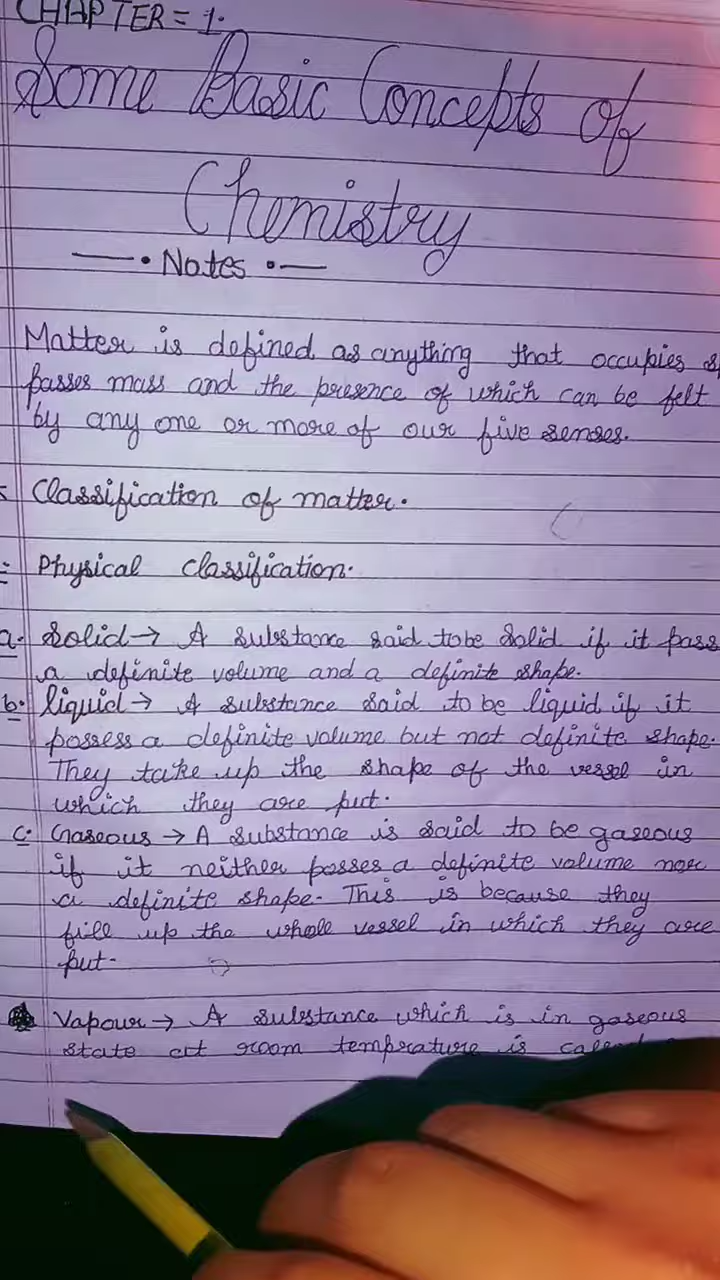 CHAPTER = 1.
Some Basic Concepts of
Chemistry
Notes
Matter is defined as anything that occupies
passes mass and the presence of which can be felt
by any one or more of our five senses.
Classification of matter.
Physical classification.
a. Solid → A substance said tobe Solid if it pass
a definite volume and a definite shape.
b. liquid → A substance said to be liquid if it
possess a definite volume but not definite shape.
They take up the shape of the vessel in
which they are put.
c. Gaseous → A substance is said to be gaseous
if it neither posses a definite volume nor
a definite shape. This is because they
fill up the whole vessel in which they are
put.
Vapour → A substance which is in gaseous
state at room temprature is